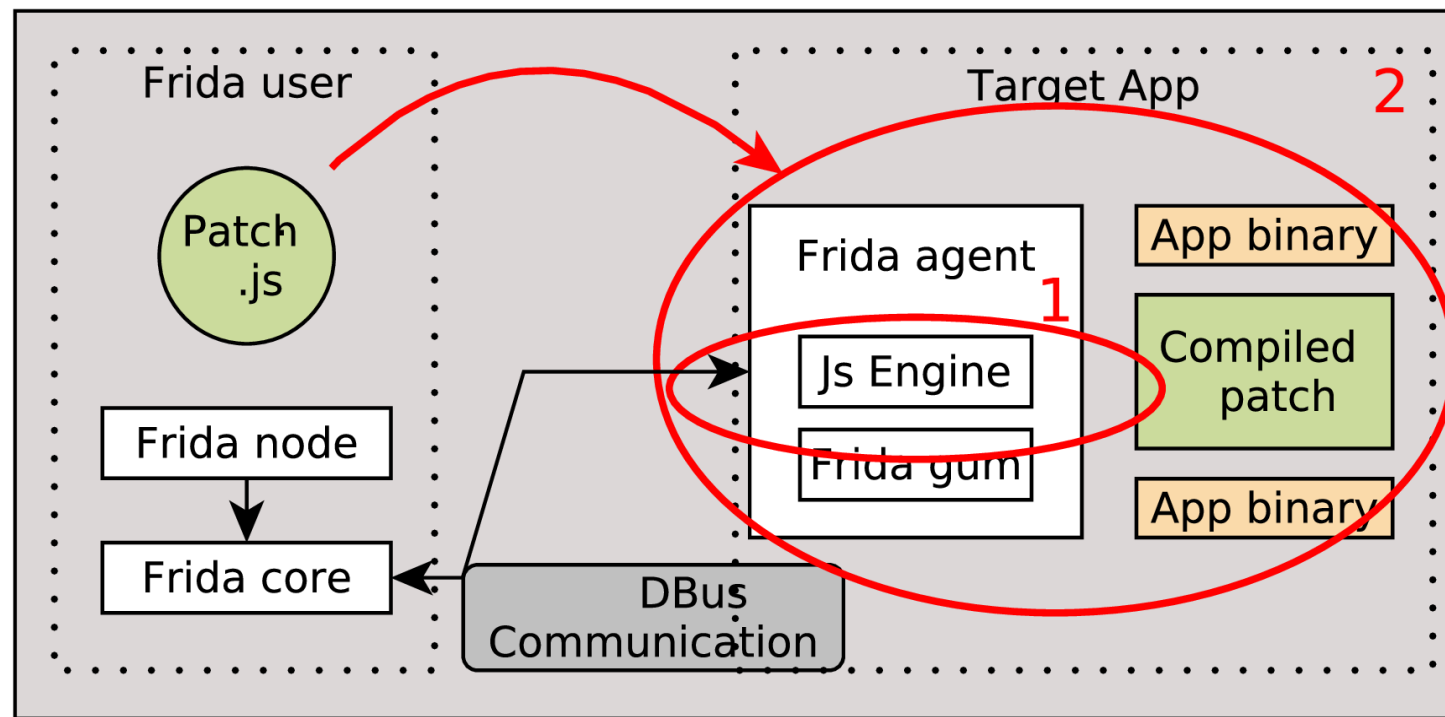 Frida user
Patch
.js
Frida node
Frida core
DBus
Communication
Target App
2
Frida agent
1
Js Engine
Frida gum
App binary
Compiled
patch
App binary